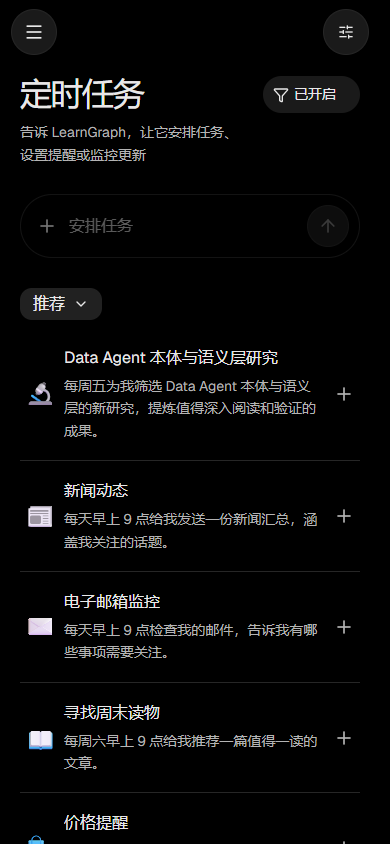 定时任务
已开启
告诉 LearnGraph，让它安排任务、
设置提醒或监控更新
安排任务
推荐
Data Agent 本体与语义层研究
每周五为我筛选 Data Agent 本体与语义
层的新研究，提炼值得深入阅读和验证的
成果。
新闻动态
每天早上 9 点给我发送一份新闻汇总，涵
盖我关注的话题。
电子邮箱监控
每天早上 9 点检查我的邮件，告诉我有哪
些事项需要关注。
寻找周末读物
每周六早上 9 点给我推荐一篇值得一读的
文章。
价格提醒